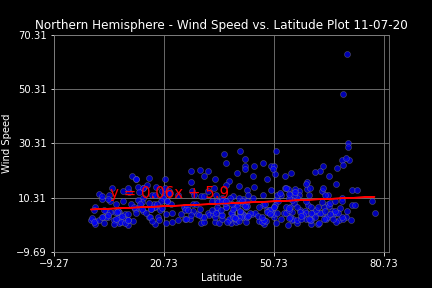 Northern Hemisphere - Wind Speed vs. Latitude Plot 11-07-20
70.31
50.31
30.31
10.31
-9.69
Wind Speed
y = 0.06x + 5.9
-9.27 20.73 50.73 80.73
Latitude